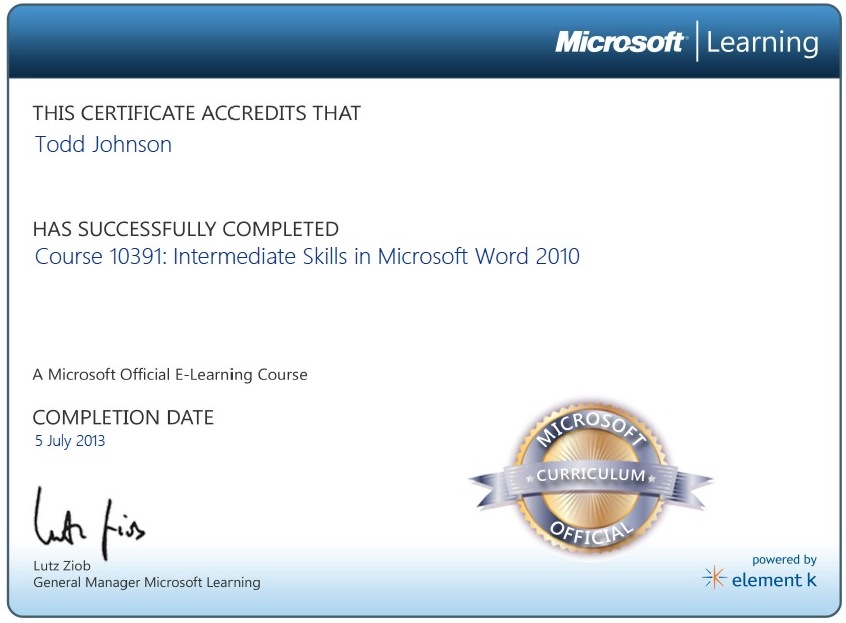 Microsoft | Learning
THIS CERTIFICATE ACCREDITS THAT
Todd Johnson
HAS SUCCESSFULLY COMPLETED
Course 10391: Intermediate Skills in Microsoft Word 2010
A Microsoft Official E-Learning Course
COMPLETION DATE
5 July 2013
MICROSOFT
CURRICULUM
OFFICIAL
Lutz Ziob
Lutz Ziob
General Manager Microsoft Learning
powered by
element k